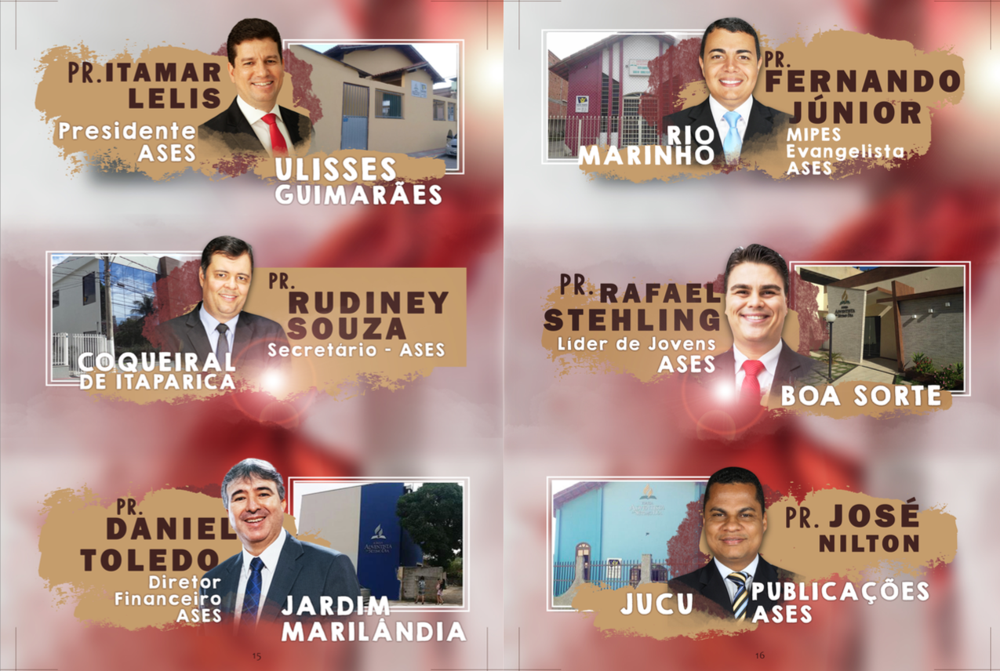 PR. ITAMAR
LELIS
Presidente
ASES
ULISSES
GUIMARÃES
PR.
RUDINEY
SOUZA
Secretário - ASES
COQUEIRAL
DE ITAPARICA
PR.
DANIEL
TOLEDO
Diretor
Financeiro
ASES
ADVENTISTA
JARDIM
MARILÂNDIA
15
PR.
FERNANDO
JÚNIOR
MIPES
Evangelista
ASES
RIO
MARINHO
PR. RAFAEL
STEHLING
Líder de Jovens
ASES
ADVENTISTA
BOA SORTE
PR. JOSÉ
NILTON
PUBLICAÇÕES
ASES
JUCU
16